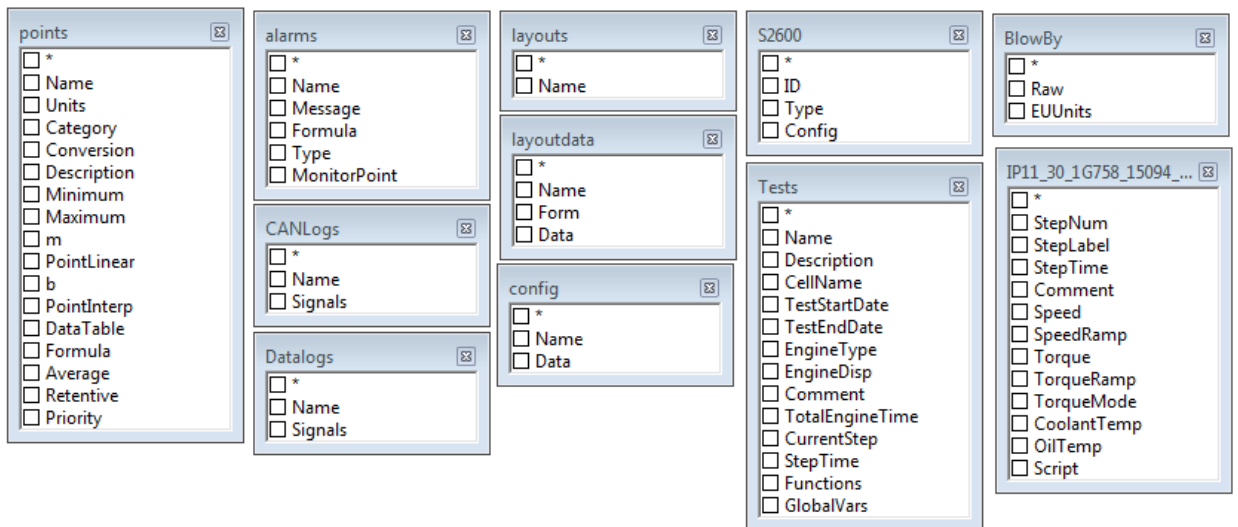 points
*
Name
Units
Category
Conversion
Description
Minimum
Maximum
m
PointLinear
b
PointInterp
DataTable
Formula
Average
Retentive
Priority
alarms
*
Name
Message
Formula
Type
MonitorPoint
CANLogs
*
Name
Signals
Datalogs
*
Name
Signals
layouts
*
Name
layoutdata
*
Name
Form
Data
config
*
Name
Data
S2600
*
ID
Type
Config
Tests
*
Name
Description
CellName
TestStartDate
TestEndDate
EngineType
EngineDisp
Comment
TotalEngineTime
CurrentStep
StepTime
Functions
GlobalVars
BlowBy
*
Raw
EUUnits
IP11_30_1G758_15094_...
*
StepNum
StepLabel
StepTime
Comment
Speed
SpeedRamp
Torque
TorqueRamp
TorqueMode
CoolantTemp
OilTemp
Script